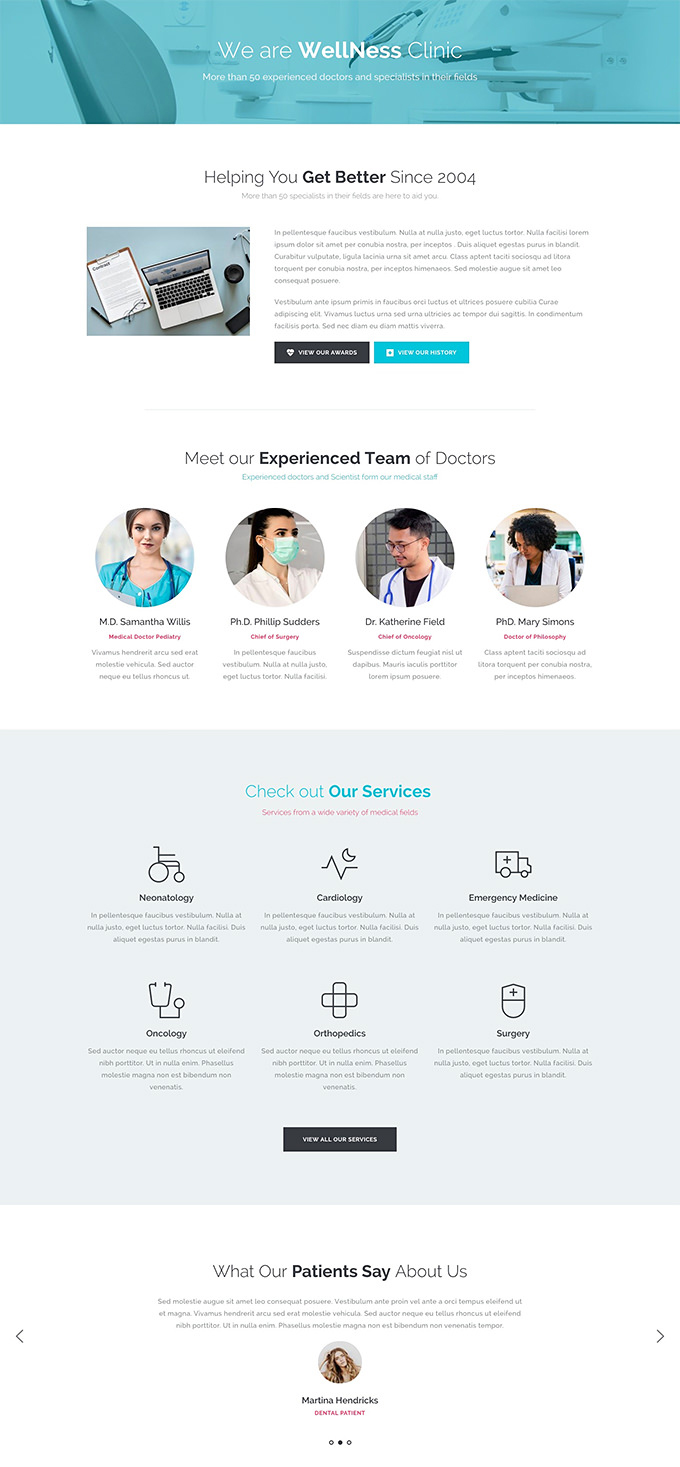 We are WellNess Clinic
More than 50 experienced doctors and specialists in their fields
Helping You Get Better Since 2004
More than 50 specialists in their fields are here to aid you.
Contract
In pellentesque faucibus vestibulum. Nulla at nulla justo, eget luctus tortor. Nulla facilisi lorem
ipsum dolor sit amet per conubia nostra, per inceptos . Duis aliquet egestas purus in blandit.
Curabitur vulputate, ligula lacinia urna sit amet arcu. Class aptent taciti sociosqu ad litora
torquent per conubia nostra, per inceptos himenaeos. Sed molestie augue sit amet leo
consequat posuere.
Vestibulum ante ipsum primis in faucibus orci luctus et ultrices posuere cubilia Curae
adipiscing elit. Vivamus luctus urna sed urna ultricies ac tempor dui sagittis. In condimentum
facilisis porta. Sed nec diam eu diam mattis viverra.
VIEW OUR AWARDS
VIEW OUR HISTORY
Meet our Experienced Team of Doctors
Experienced doctors and Scientist form our medical staff
M.D. Samantha Willis
Medical Doctor Pediatry
Vivamus hendrerit arcu sed erat
molestie vehicula. Sed auctor
neque eu tellus rhoncus ut.
Ph.D. Phillip Sudders
Chief of Surgery
In pellentesque faucibus
vestibulum. Nulla at nulla justo,
eget luctus tortor. Nulla facilisi.
Dr. Katherine Field
Chief of Oncology
Suspendisse dictum feugiat nisl ut
dapibus. Mauris iaculis porttitor
lorem ipsum posuere.
PhD. Mary Simons
Doctor of Philosophy
Class aptent taciti sociosqu ad
litora torquent per conubia nostra,
per inceptos himenaeos.
Check out Our Services
Services from a wide variety of medical fields
Neonatology
In pellentesque faucibus vestibulum. Nulla at
nulla justo, eget luctus tortor. Nulla facilisi. Duis
aliquet egestas purus in blandit.
Cardiology
In pellentesque faucibus vestibulum. Nulla at
nulla justo, eget luctus tortor. Nulla facilisi. Duis
aliquet egestas purus in blandit.
Emergency Medicine
In pellentesque faucibus vestibulum. Nulla at
nulla justo, eget luctus tortor. Nulla facilisi. Duis
aliquet egestas purus in blandit.
Oncology
Sed auctor neque eu tellus rhoncus ut eleifend
nibh porttitor. Ut in nulla enim. Phasellus
molestie magna non est bibendum non
venenatis.
Orthopedics
Sed auctor neque eu tellus rhoncus ut eleifend
nibh porttitor. Ut in nulla enim. Phasellus
molestie magna non est bibendum non
venenatis.
Surgery
In pellentesque faucibus vestibulum. Nulla at
nulla justo, eget luctus tortor. Nulla facilisi. Duis
aliquet egestas purus in blandit.
VIEW ALL OUR SERVICES
What Our Patients Say About Us
Sed molestie augue sit amet leo consequat posuere. Vestibulum ante proin vel ante a orci tempus eleifend ut
et magna. Vivamus hendrerit arcu sed erat molestie vehicula. Sed auctor neque eu tellus rhoncus ut eleifend
nibh porttitor. Ut in nulla enim. Phasellus molestie magna non est bibendum non venenatis tempor.
Martina Hendricks
DENTAL PATIENT